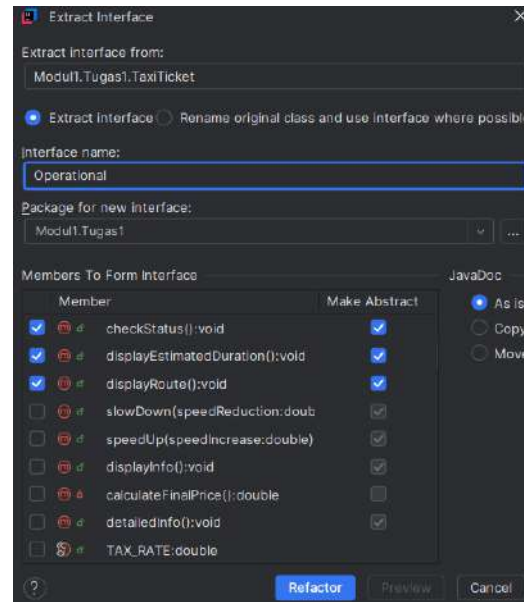 Extract Interface
Extract interface from:
Modul1.Tugas1.TaxiTicket
Extract interface Rename original class and use interface where possibl
Interface name:
Operational
Package for new interface:
Modul1.Tugas1 ...
Members To Form Interface JavaDoc
Member Make Abstract As is
checkStatus():void Copy
displayEstimatedDuration():void Move
displayRoute():void
slowDown(speedReduction:doub
speedUp(speedIncrease:double)
displayInfo():void
calculateFinalPrice():double
detailedInfo():void
TAX_RATE:double
? Refactor Preview Cancel